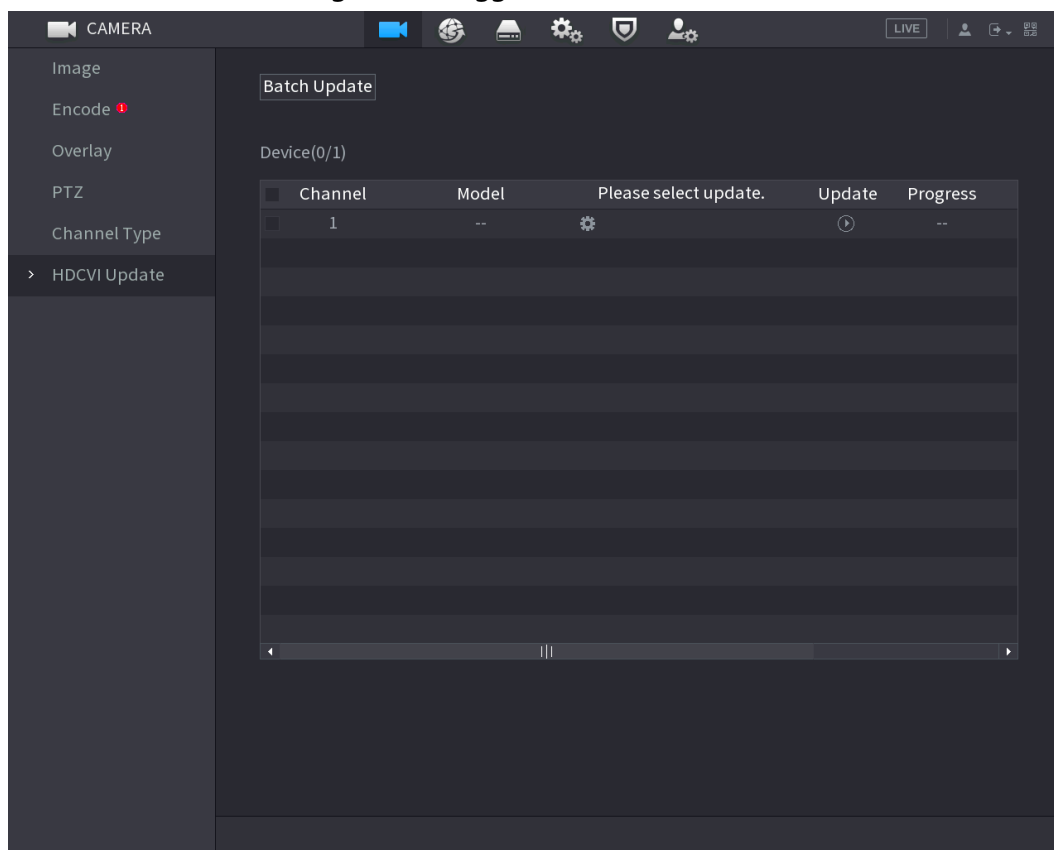 CAMERA
LIVE
Image
Encode 1
Overlay
PTZ
Channel Type
HDCVI Update
Batch Update
Device(0/1)
Channel Model Please select update. Update Progress
1 -- --